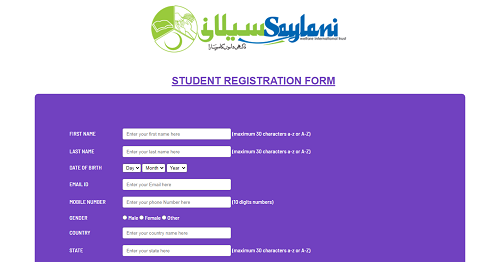 سیلانی Saylani
welfare international trust
STUDENT REGISTRATION FORM
FIRST NAME Enter your first name here (maximum 30 characters a-z or A-Z)
LAST NAME Enter your last name here (maximum 30 characters a-z or A-Z)
DATE OF BIRTH Day Month Year
EMAIL ID Enter your Email here
MOBILE NUMBER Enter your phone Number here (10 digits numbers)
GENDER Male Female Other
COUNTRY Enter your country name here
STATE Enter your state here (maximum 30 characters a-z or A-Z)